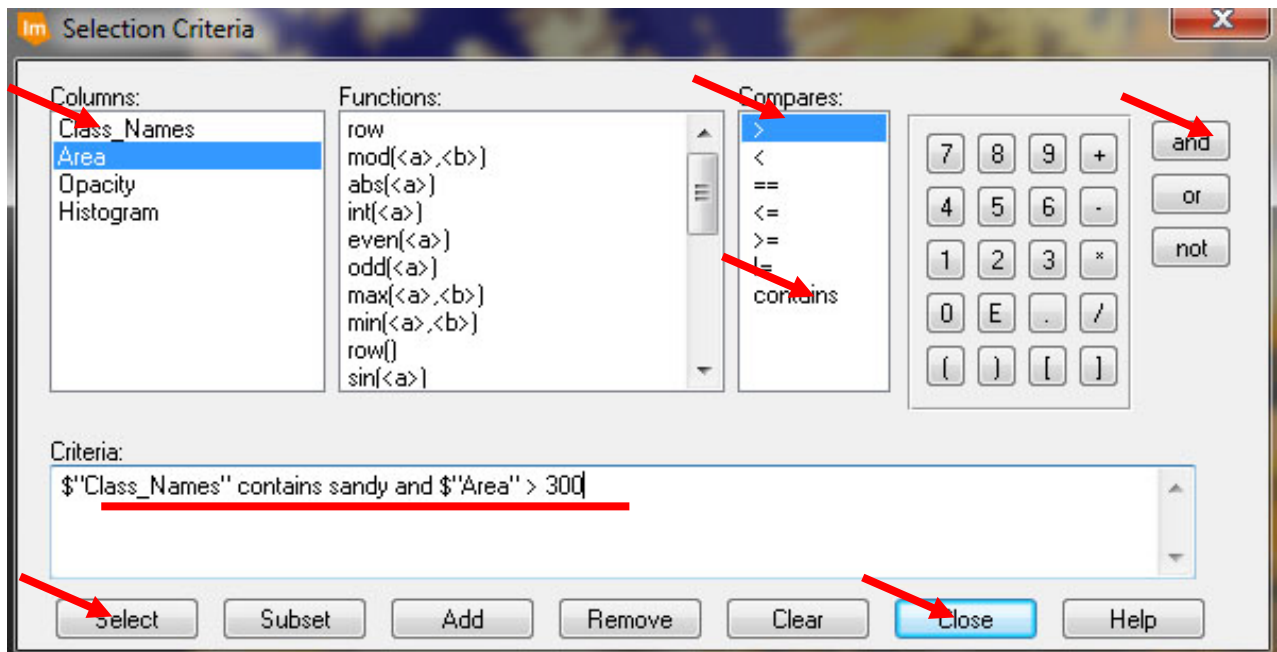 Im Selection Criteria
X
Columns:
Class_Names
Area
Opacity
Histogram
Functions:
row
mod(<a>,<b>)
abs(<a>)
int(<a>)
even(<a>)
odd(<a>)
max(<a>,<b>)
min(<a>,<b>)
row()
sin(<a>)
Compares:
>
<
==
<=
>=
!=
contains
7 8 9 +
4 5 6 -
1 2 3 *
0 E . /
( ) [ ]
and
or
not
Criteria:
$"Class_Names" contains sandy and $"Area" > 300
Select Subset Add Remove Clear Close Help